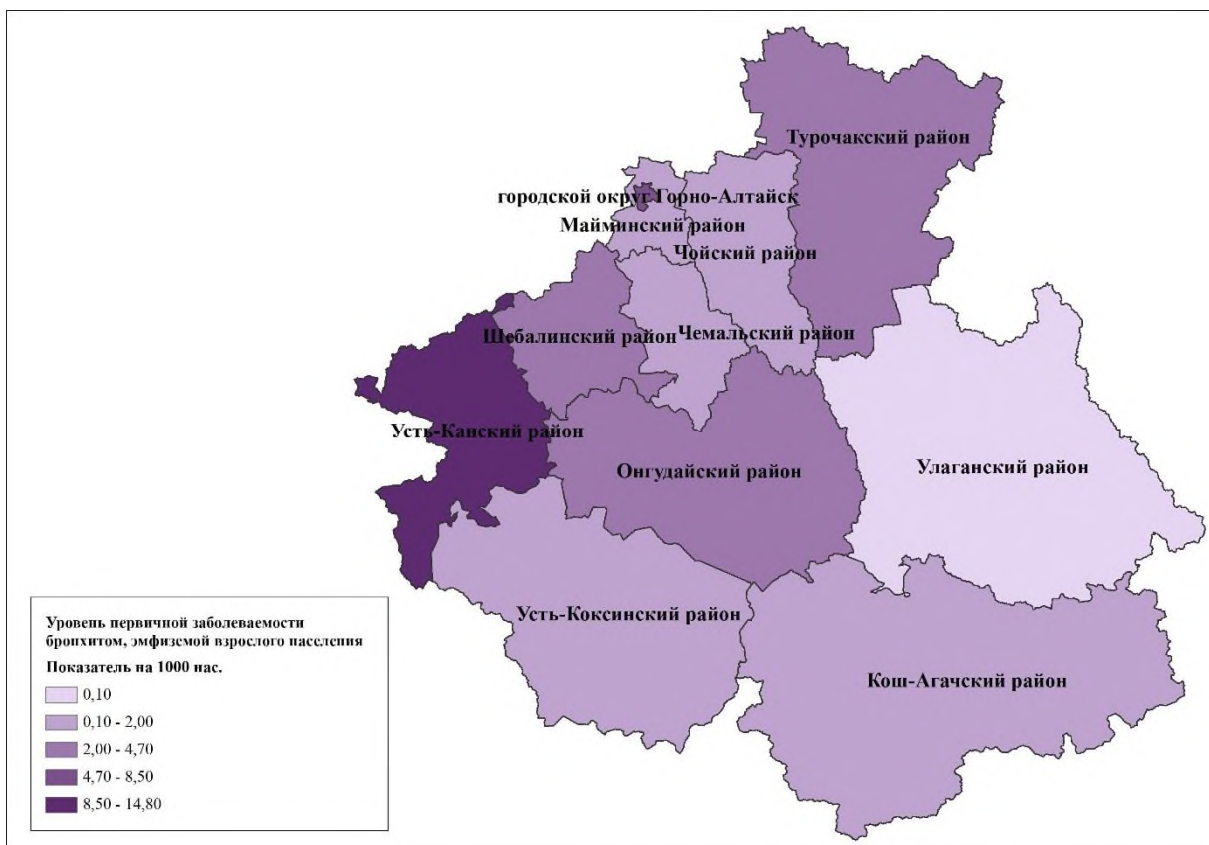 Турочакский район
городской округ Горно-Алтайск
Майминский район
Чойский район
Шебалинский район
Чемальский район
Усть-Канский район
Онгудайский район
Улаганский район
Усть-Коксинский район
Кош-Агачский район
Уровень первичной заболеваемости
бронхитом, эмфиземой взрослого населения
Показатель на 1000 нас.
0,10
0,10 - 2,00
2,00 - 4,70
4,70 - 8,50
8,50 - 14,80